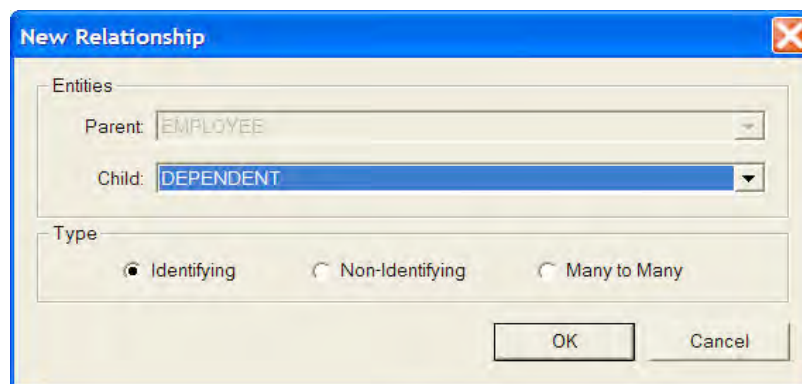 New Relationship
Entities
Parent: EMPLOYEE
Child: DEPENDENT
Type
Identifying Non-Identifying Many to Many
OK Cancel